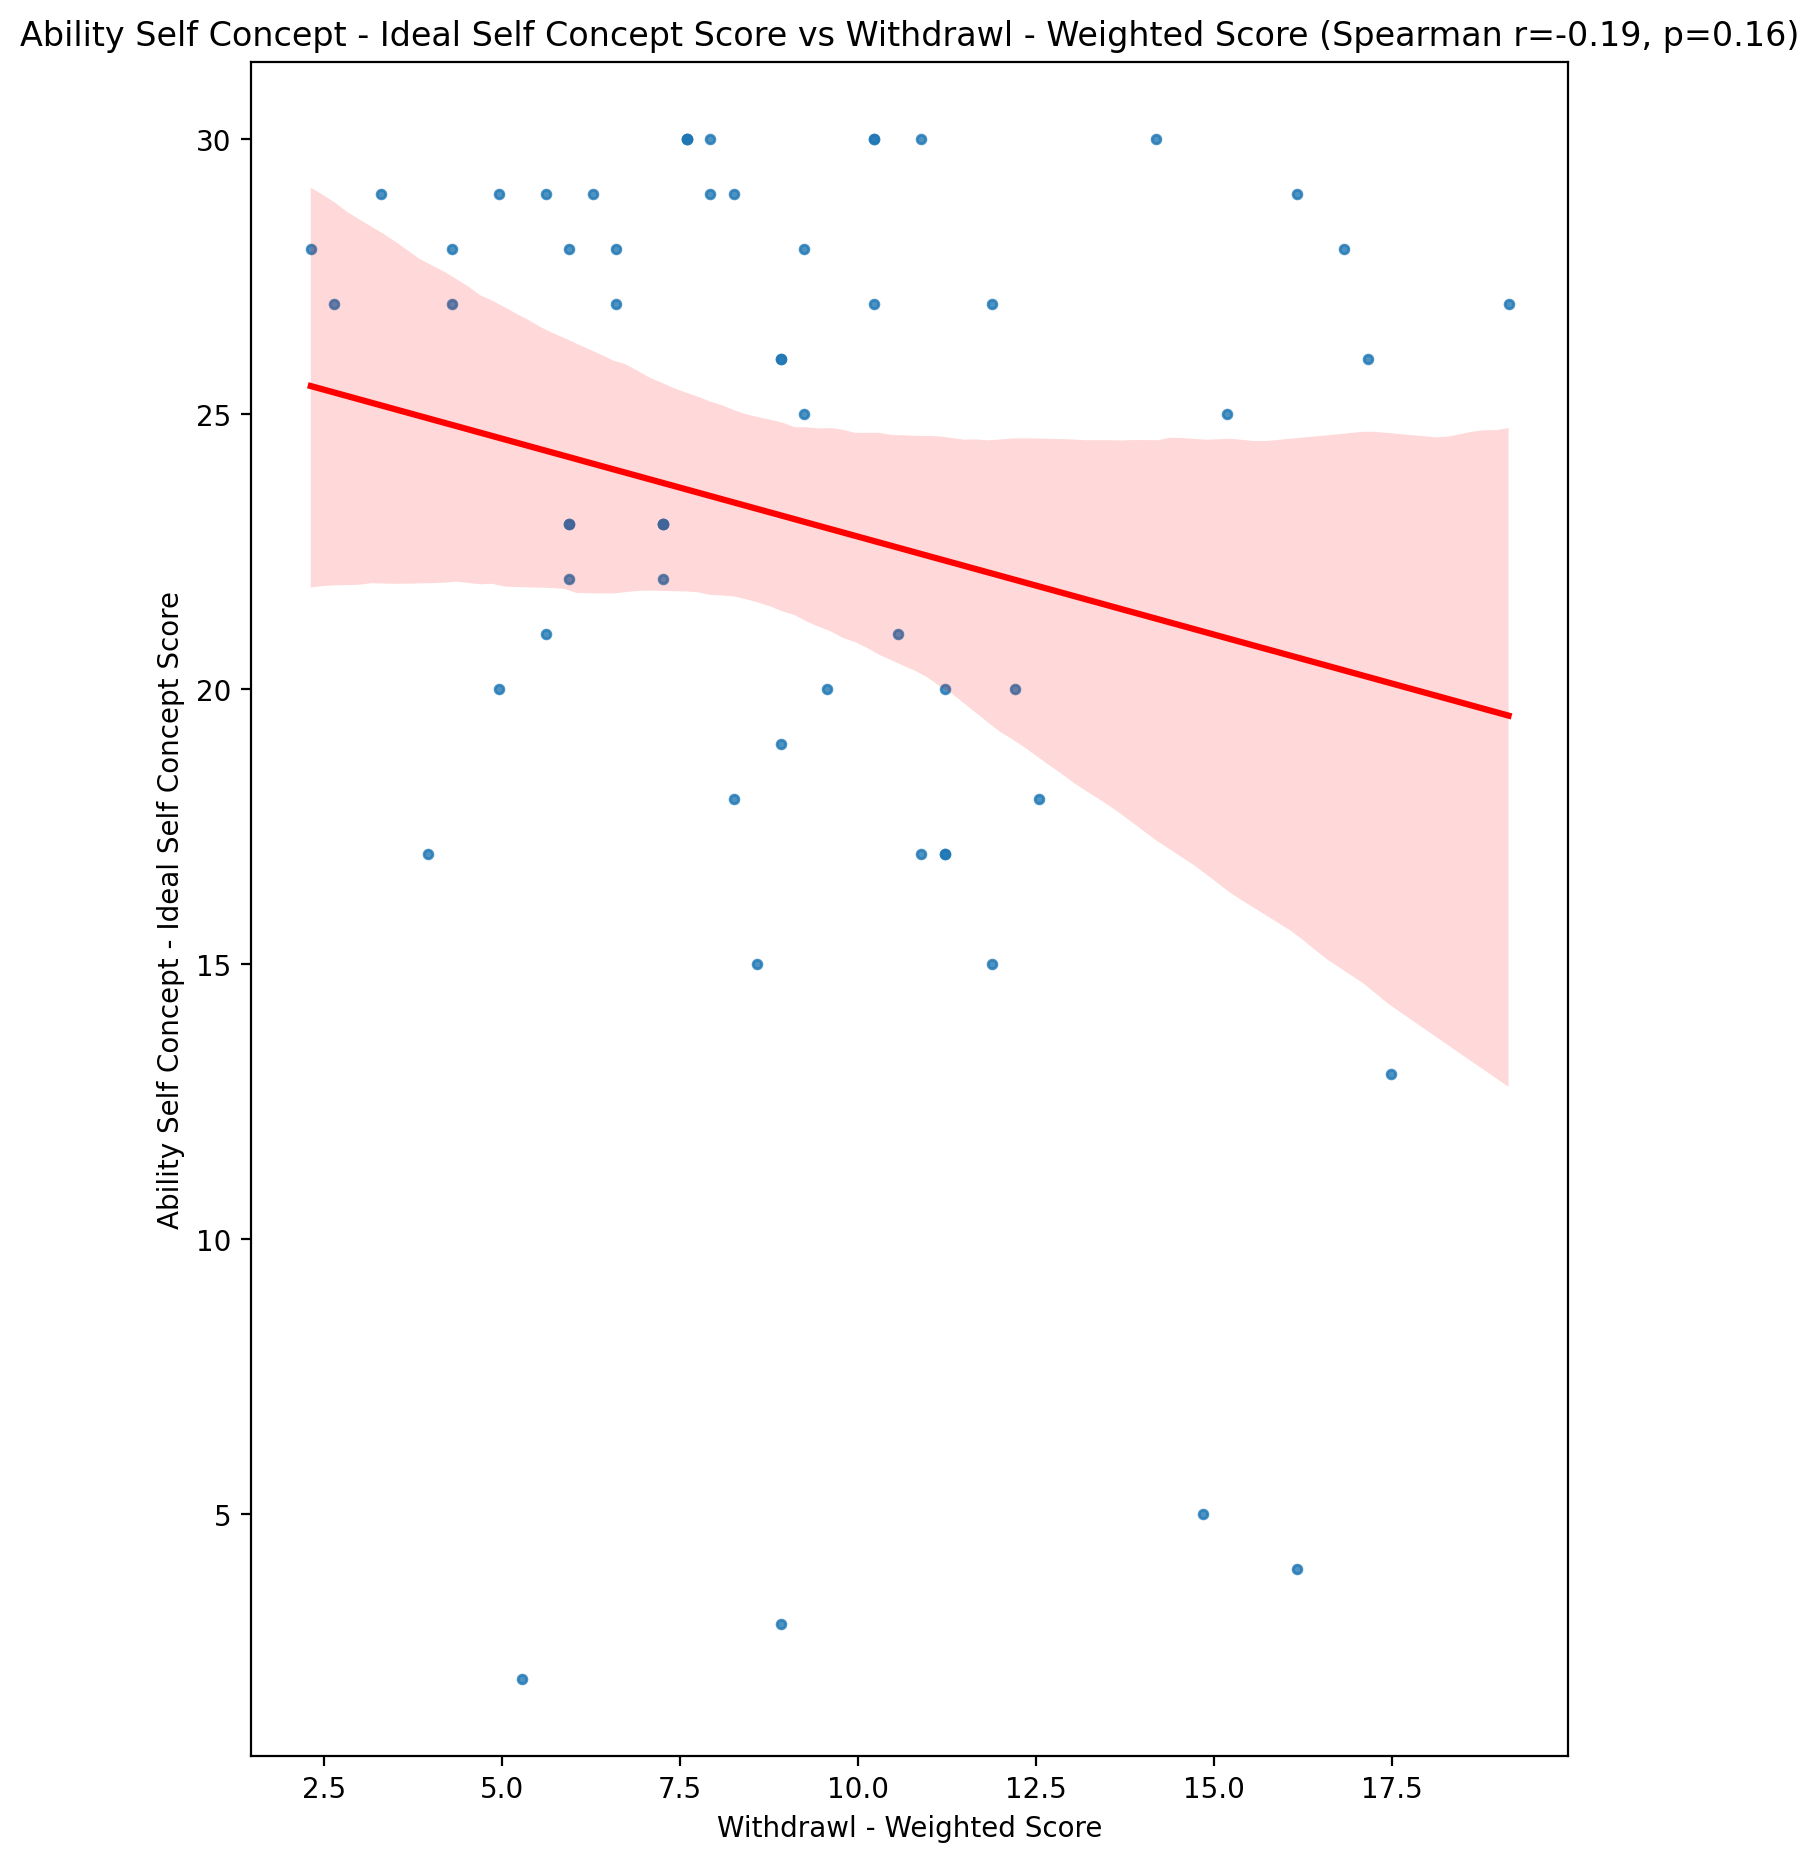 Ability Self Concept - Ideal Self Concept Score vs Withdrawl - Weighted Score (Spearman r=-0.19, p=0.16)
Ability Self Concept - Ideal Self Concept Score
30
25
20
15
10
5
2.5 5.0 7.5 10.0 12.5 15.0 17.5
Withdrawl - Weighted Score